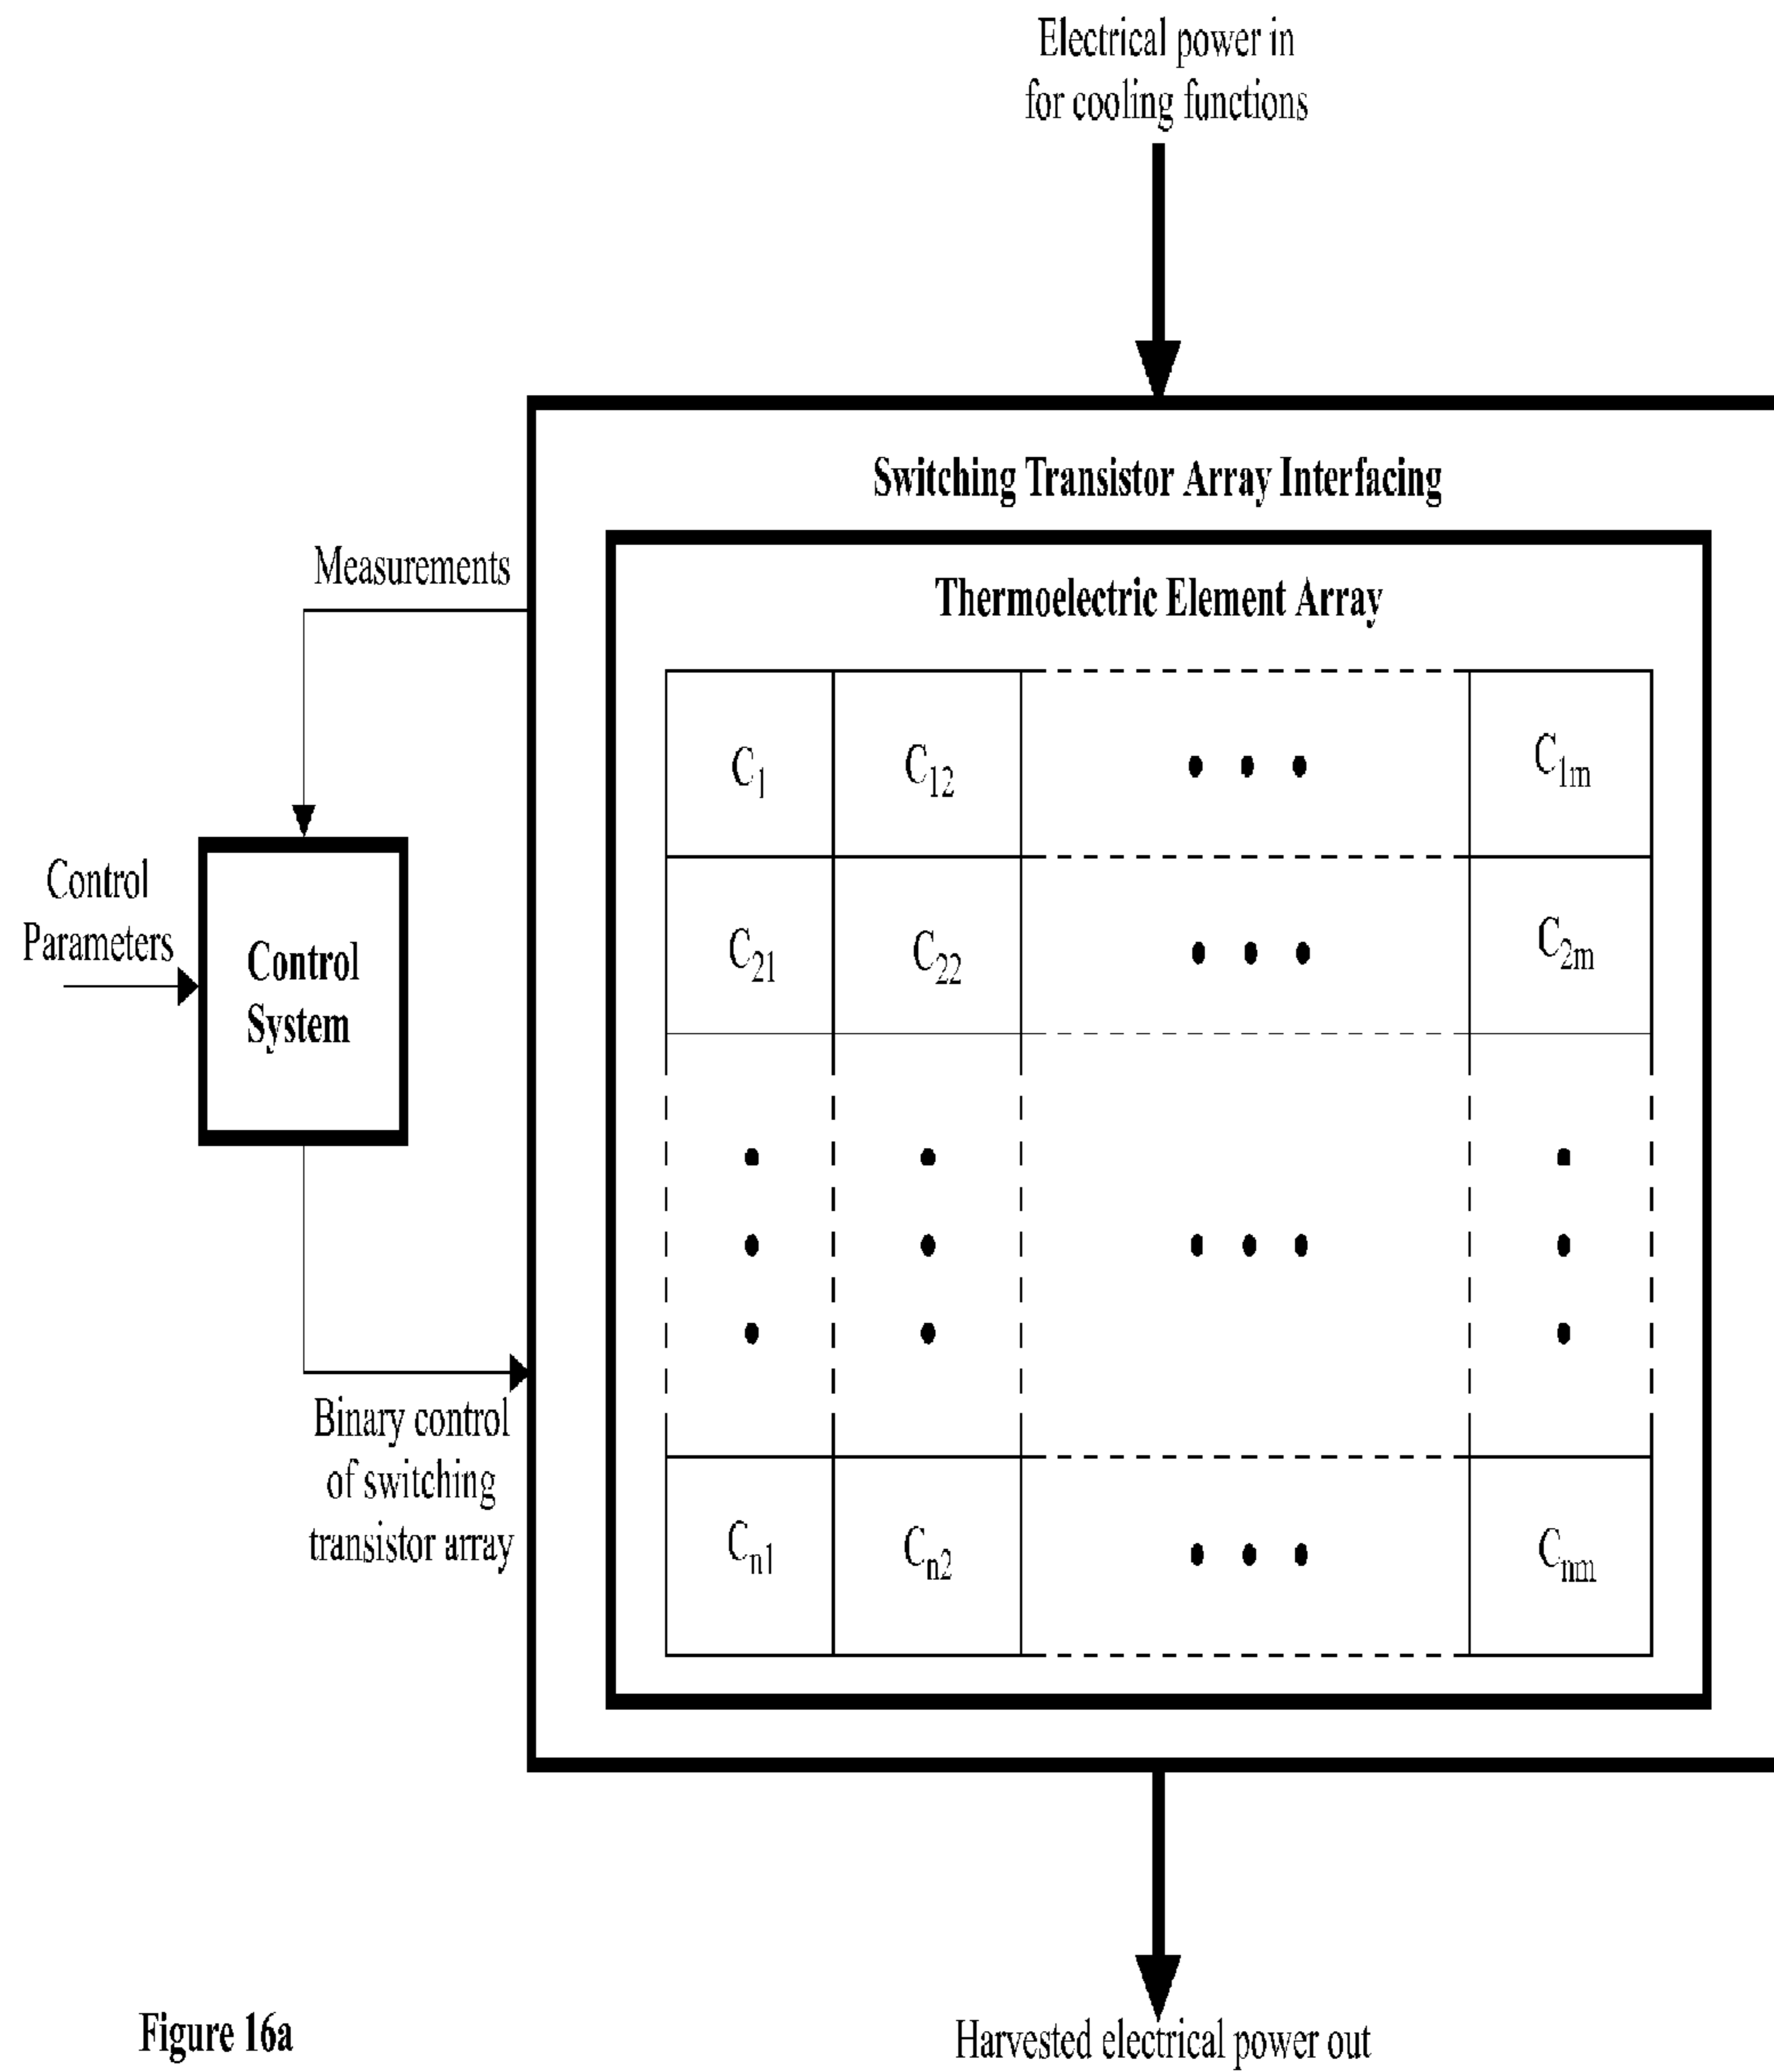 Electrical power in
for cooling functions
Switching Transistor Array Interfacing
Measurements
Thermoelectric Element Array
C1 C12 • • • C1m
Control
Parameters
Control
System
C21 C22 • • • C2m
Binary control
of switching
transistor array
Cn1 Cn2 • • • Cnm
Figure 16a
Harvested electrical power out